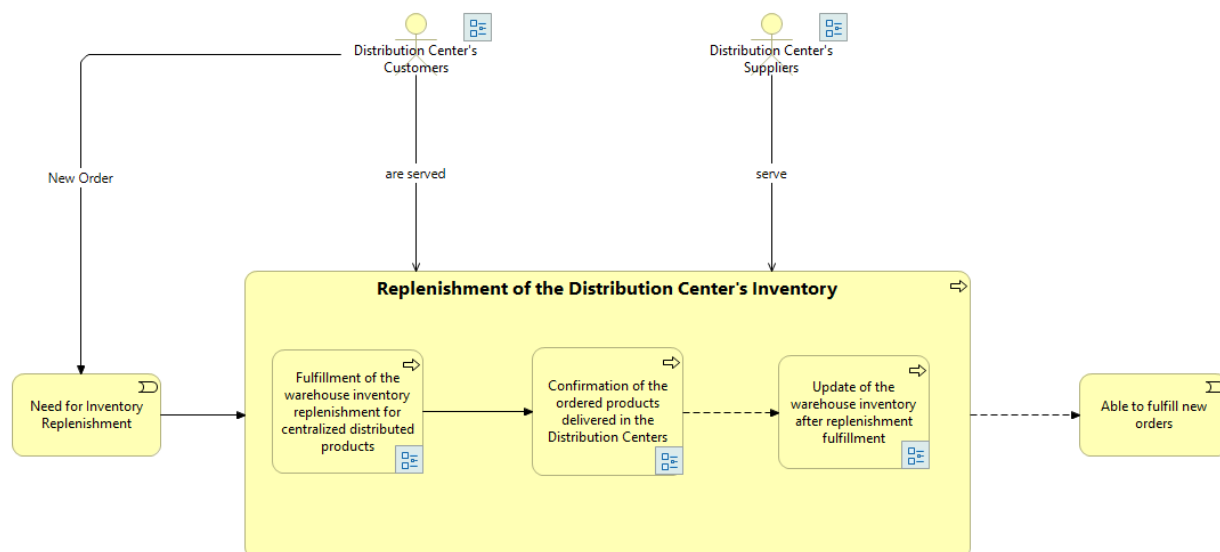 Distribution Center's
Customers
Distribution Center's
Suppliers
New Order
are served
serve
Replenishment of the Distribution Center's Inventory
Need for Inventory
Replenishment
Fulfillment of the
warehouse inventory
replenishment for
centralized distributed
products
Confirmation of the
ordered products
delivered in the
Distribution Centers
Update of the
warehouse inventory
after replenishment
fulfillment
Able to fulfill new
orders